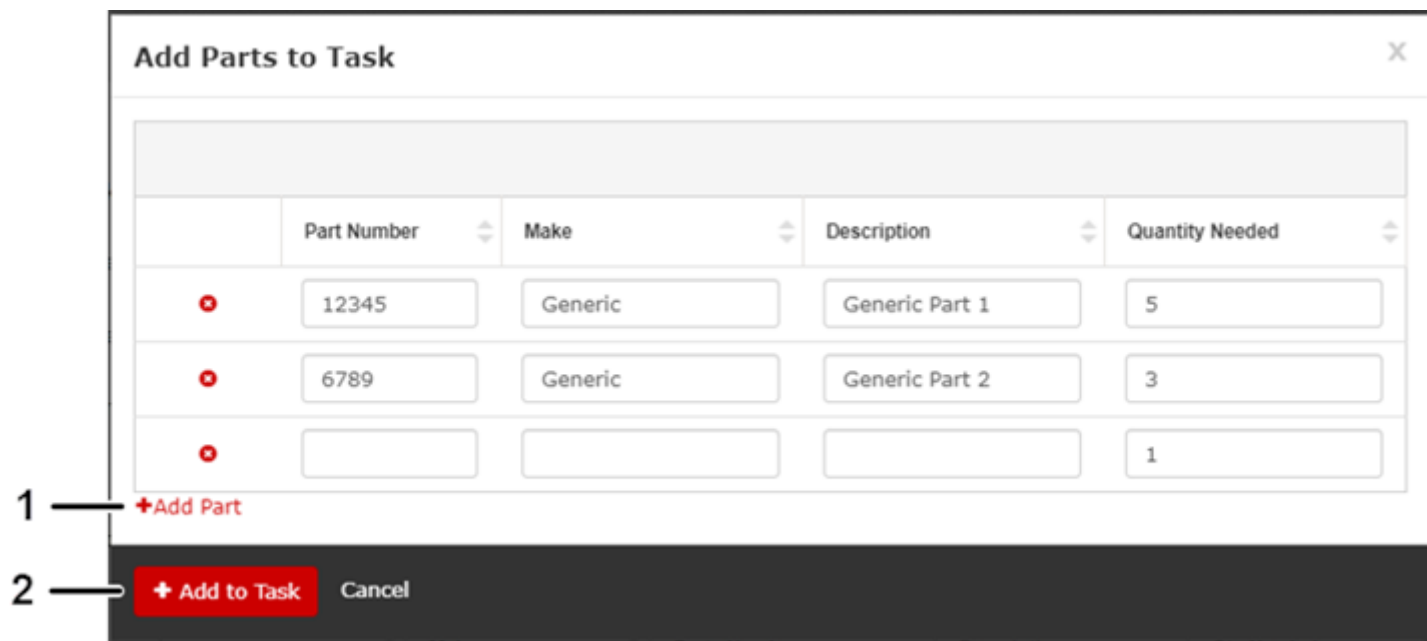 Add Parts to Task X
Part Number Make Description Quantity Needed
12345 Generic Generic Part 1 5
6789 Generic Generic Part 2 3
1
1 +Add Part
2 + Add to Task Cancel